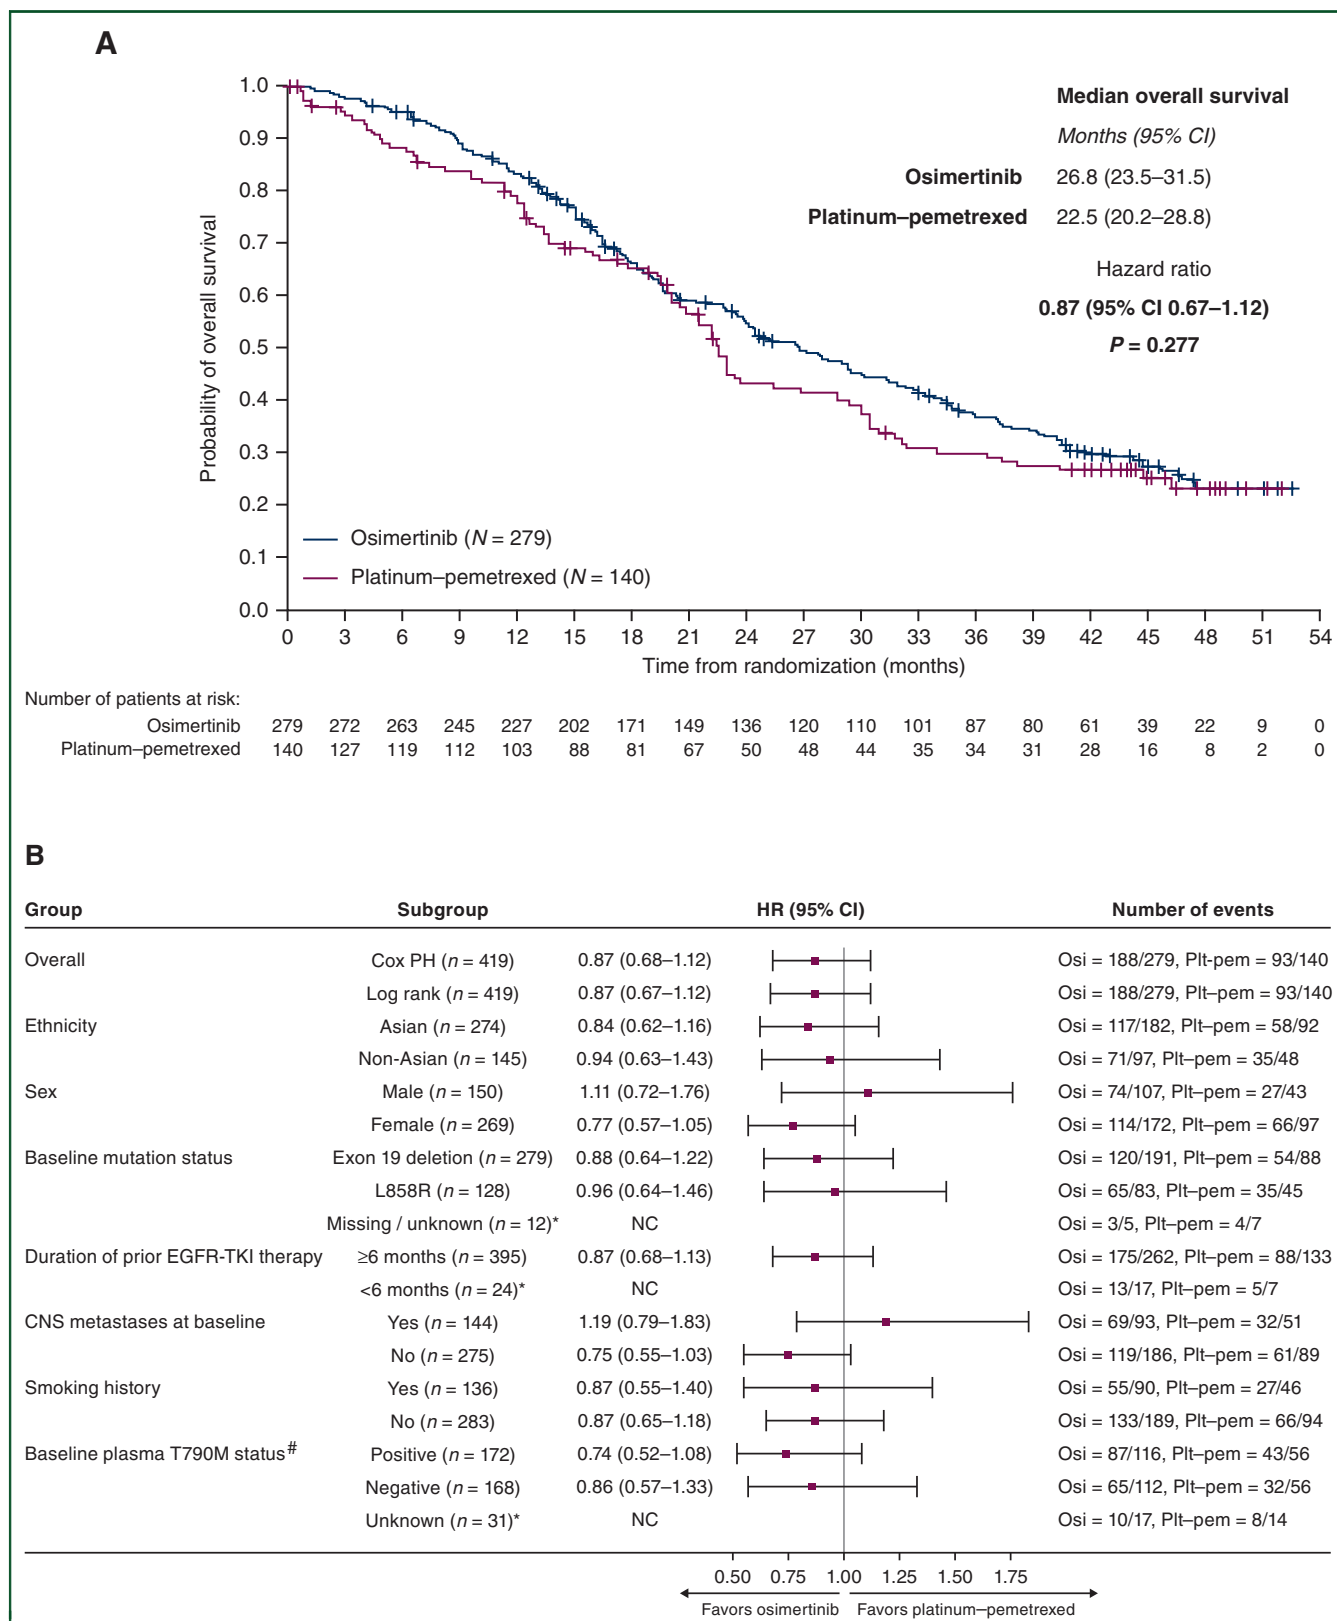 A
Median overall survival
Months (95% CI)
Osimertinib 26.8 (23.5–31.5)
Platinum–pemetrexed 22.5 (20.2–28.8)
Hazard ratio
0.87 (95% CI 0.67–1.12)
P = 0.277
Probability of overall survival
1.0
0.9
0.8
0.7
0.6
0.5
0.4
0.3
0.2
0.1
0.0
Osimertinib (N = 279)
Platinum–pemetrexed (N = 140)
0 3 6 9 12 15 18 21 24 27 30 33 36 39 42 45 48 51 54
Time from randomization (months)
Number of patients at risk:
Osimertinib 279 272 263 245 227 202 171 149 136 120 110 101 87 80 61 39 22 9 0
Platinum–pemetrexed 140 127 119 112 103 88 81 67 50 48 44 35 34 31 28 16 8 2 0
B
Group Subgroup HR (95% CI) Number of events
Overall Cox PH (n = 419) 0.87 (0.68–1.12) Osi = 188/279, Plt-pem = 93/140
Log rank (n = 419) 0.87 (0.67–1.12) Osi = 188/279, Plt–pem = 93/140
Ethnicity Asian (n = 274) 0.84 (0.62–1.16) Osi = 117/182, Plt–pem = 58/92
Non-Asian (n = 145) 0.94 (0.63–1.43) Osi = 71/97, Plt–pem = 35/48
Sex Male (n = 150) 1.11 (0.72–1.76) Osi = 74/107, Plt–pem = 27/43
Female (n = 269) 0.77 (0.57–1.05) Osi = 114/172, Plt–pem = 66/97
Baseline mutation status Exon 19 deletion (n = 279) 0.88 (0.64–1.22) Osi = 120/191, Plt–pem = 54/88
L858R (n = 128) 0.96 (0.64–1.46) Osi = 65/83, Plt–pem = 35/45
Missing / unknown (n = 12)* NC Osi = 3/5, Plt–pem = 4/7
Duration of prior EGFR-TKI therapy ≥6 months (n = 395) 0.87 (0.68–1.13) Osi = 175/262, Plt–pem = 88/133
<6 months (n = 24)* NC Osi = 13/17, Plt–pem = 5/7
CNS metastases at baseline Yes (n = 144) 1.19 (0.79–1.83) Osi = 69/93, Plt–pem = 32/51
No (n = 275) 0.75 (0.55–1.03) Osi = 119/186, Plt–pem = 61/89
Smoking history Yes (n = 136) 0.87 (0.55–1.40) Osi = 55/90, Plt–pem = 27/46
No (n = 283) 0.87 (0.65–1.18) Osi = 133/189, Plt–pem = 66/94
Baseline plasma T790M status# Positive (n = 172) 0.74 (0.52–1.08) Osi = 87/116, Plt–pem = 43/56
Negative (n = 168) 0.86 (0.57–1.33) Osi = 65/112, Plt–pem = 32/56
Unknown (n = 31)* NC Osi = 10/17, Plt–pem = 8/14
0.50 0.75 1.00 1.25 1.50 1.75
Favors osimertinib Favors platinum–pemetrexed